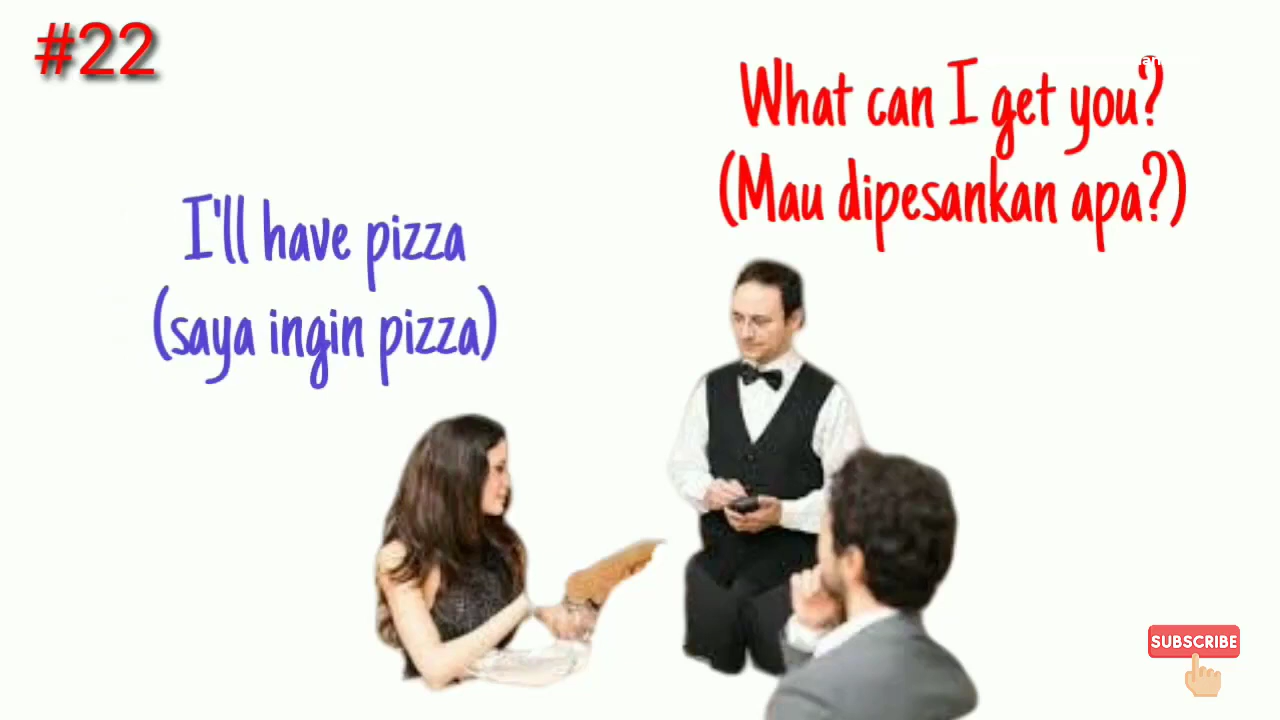 #22
What can I get you?
(Mau dipesankan apa?)
I'll have pizza
(saya ingin pizza)
SUBSCRIBE